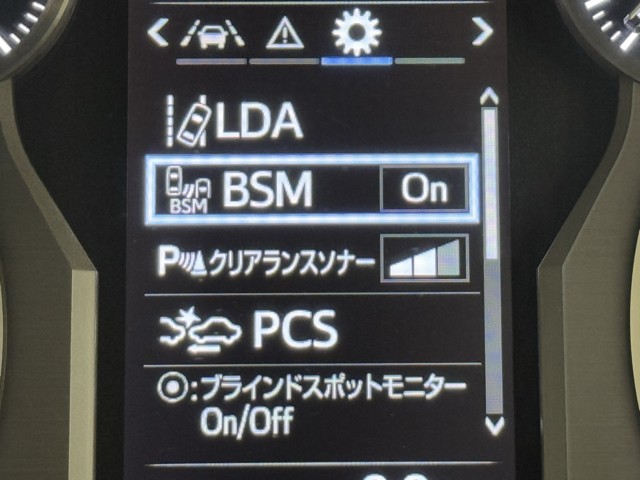 LDA
BSM
BSM On
Pクリアランスソナー
PCS
:ブラインドスポットモニター
On/Off